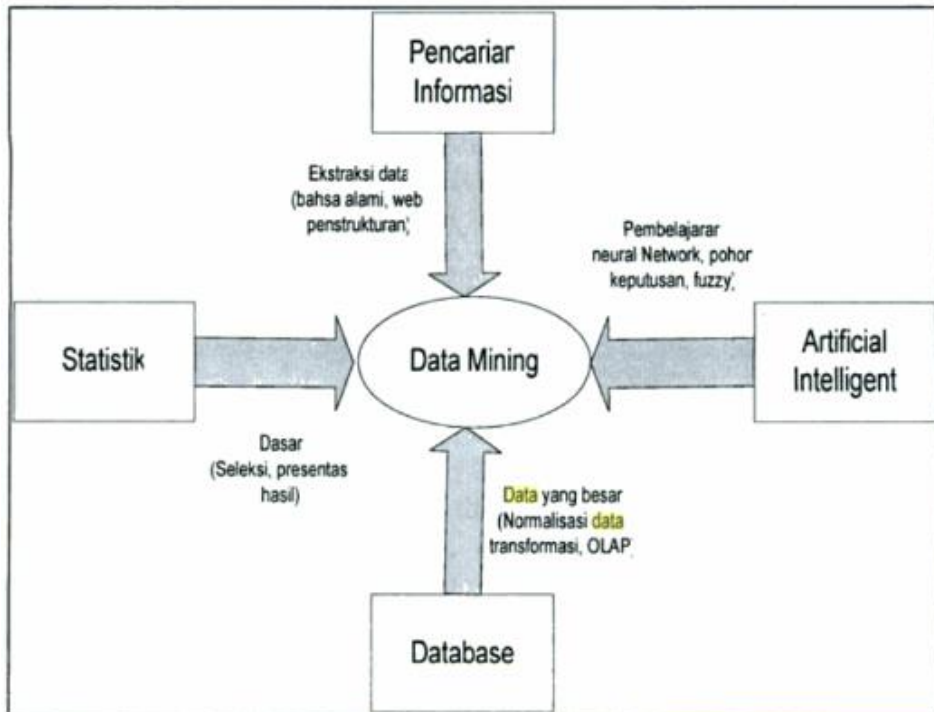 Pencarian
Informasi
Ekstraksi data
(bahsa alami, web
penstrukturan)
Pembelajarar
neural Network, pohor
keputusan, fuzzy)
Statistik
Data Mining
Artificial
Intelligent
Dasar
(Seleksi, presentas
hasil)
Data yang besar
(Normalisasi data
transformasi, OLAP)
Database